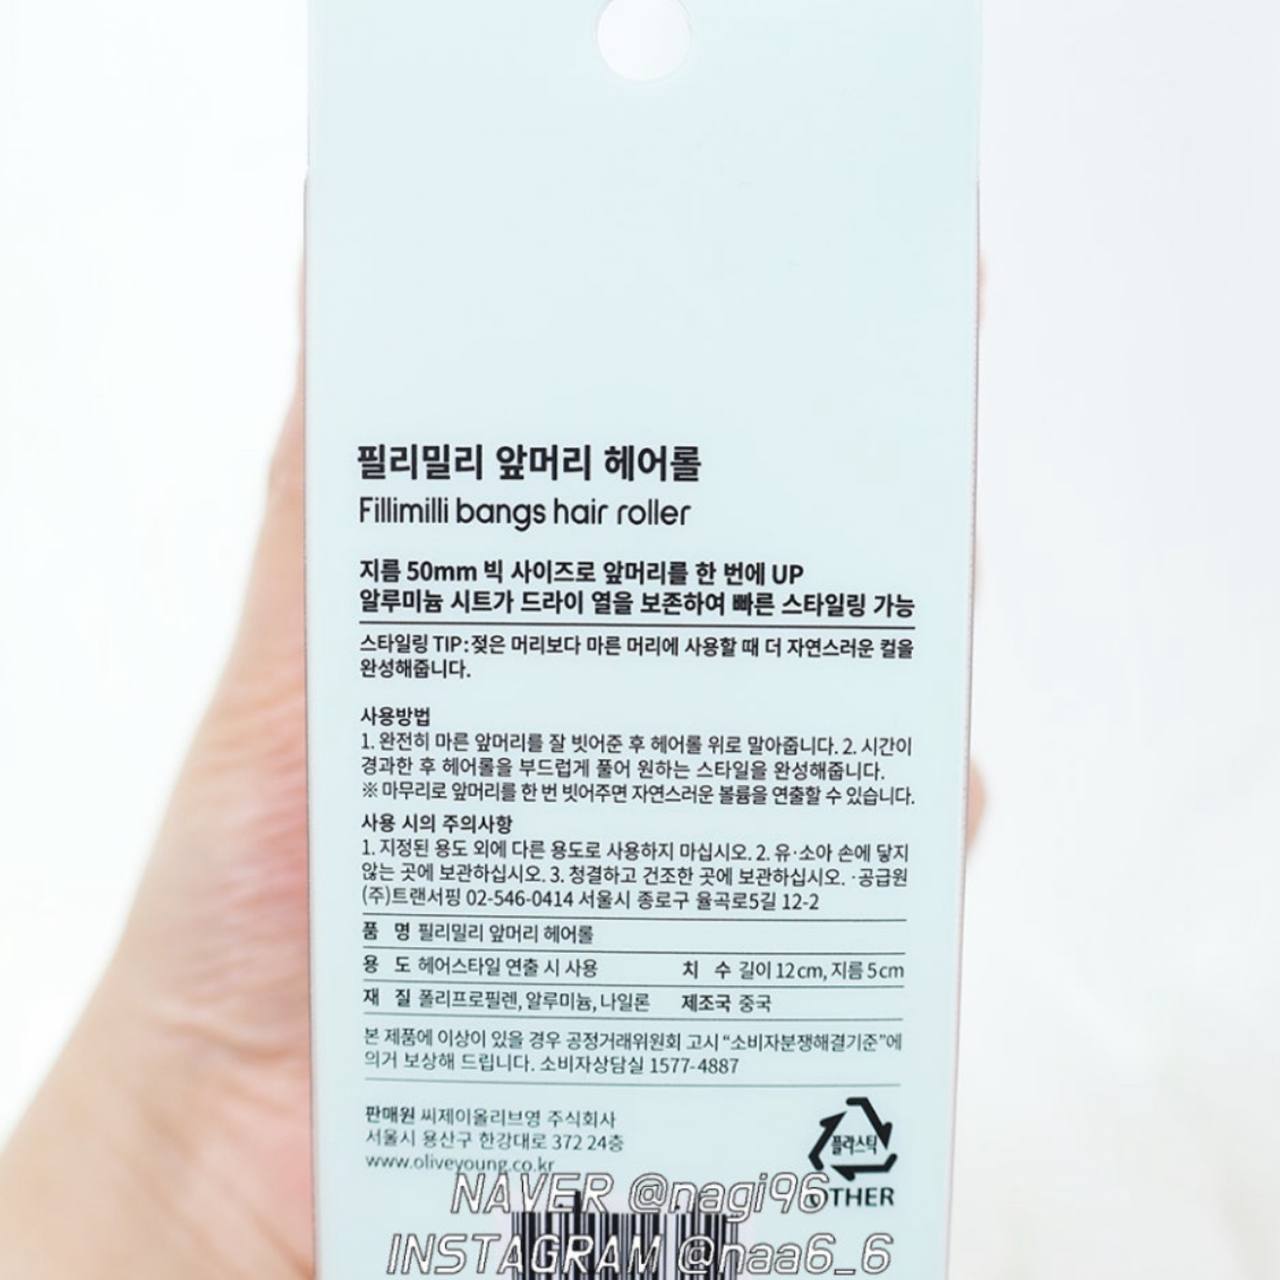 필리밀리 앞머리 헤어롤
Fillimilli bangs hair roller
지름 50mm 빅 사이즈로 앞머리를 한 번에 UP
알루미늄 시트가 드라이 열을 보존하여 빠른 스타일링 가능
스타일링 TIP:젖은 머리보다 마른 머리에 사용할 때 더 자연스러운 컬을
완성해줍니다.
사용방법
1. 완전히 마른 앞머리를 잘 빗어준 후 헤어롤 위로 말아줍니다. 2. 시간이
경과한 후 헤어롤을 부드럽게 풀어 원하는 스타일을 완성해줍니다.
※ 마무리로 앞머리를 한 번 빗어주면 자연스러운 볼륨을 연출할 수 있습니다.
사용 시의 주의사항
1. 지정된 용도 외에 다른 용도로 사용하지 마십시오. 2. 유·소아 손에 닿지
않는 곳에 보관하십시오. 3. 청결하고 건조한 곳에 보관하십시오. ·공급원
(주)트랜서핑 02-546-0414 서울시 종로구 율곡로5길 12-2
품 명 필리밀리 앞머리 헤어롤
용 도 헤어스타일 연출 시 사용 치 수 길이 12cm, 지름 5cm
재 질 폴리프로필렌, 알루미늄, 나일론 제조국 중국
본 제품에 이상이 있을 경우 공정거래위원회 고시 “소비자분쟁해결기준”에
의거 보상해 드립니다. 소비자상담실 1577-4887
판매원 씨제이올리브영 주식회사
서울시 용산구 한강대로 372 24층
www.oliveyoung.co.kr
플라스틱
OTHER
NAVER @nagi96
INSTAGRAM @naa6_6